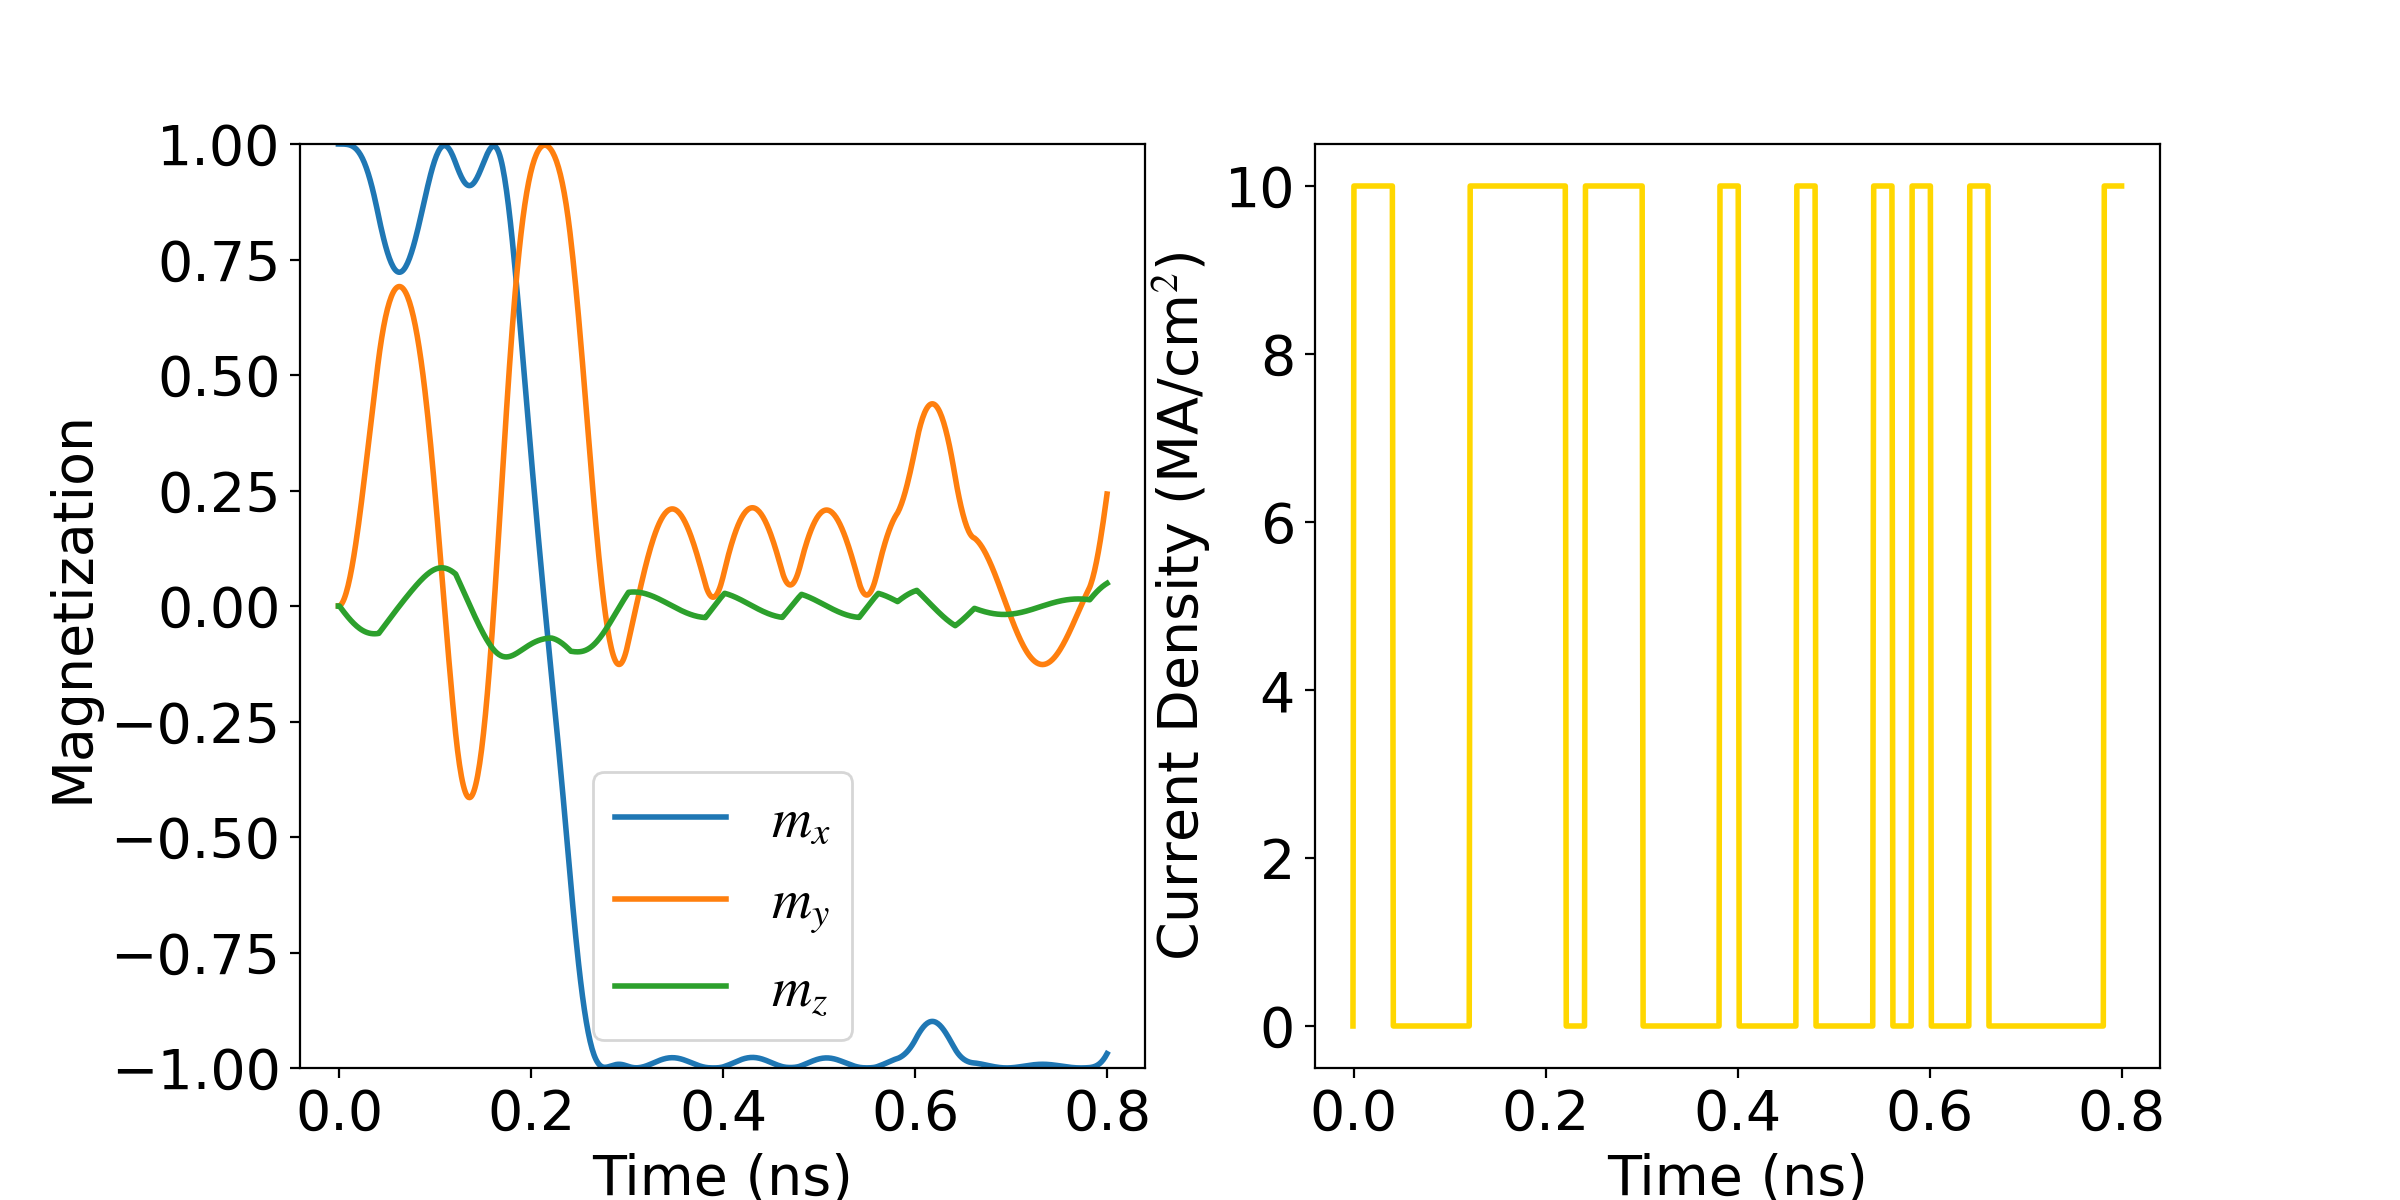 1.00
0.75
0.50
0.25
0.00
−0.25
−0.50
−0.75
−1.00
Magnetization
0.0 0.2 0.4 0.6 0.8
Time (ns)
m_x
m_y
m_z
10
8
6
4
2
0
Current Density (MA/cm²)
0.0 0.2 0.4 0.6 0.8
Time (ns)